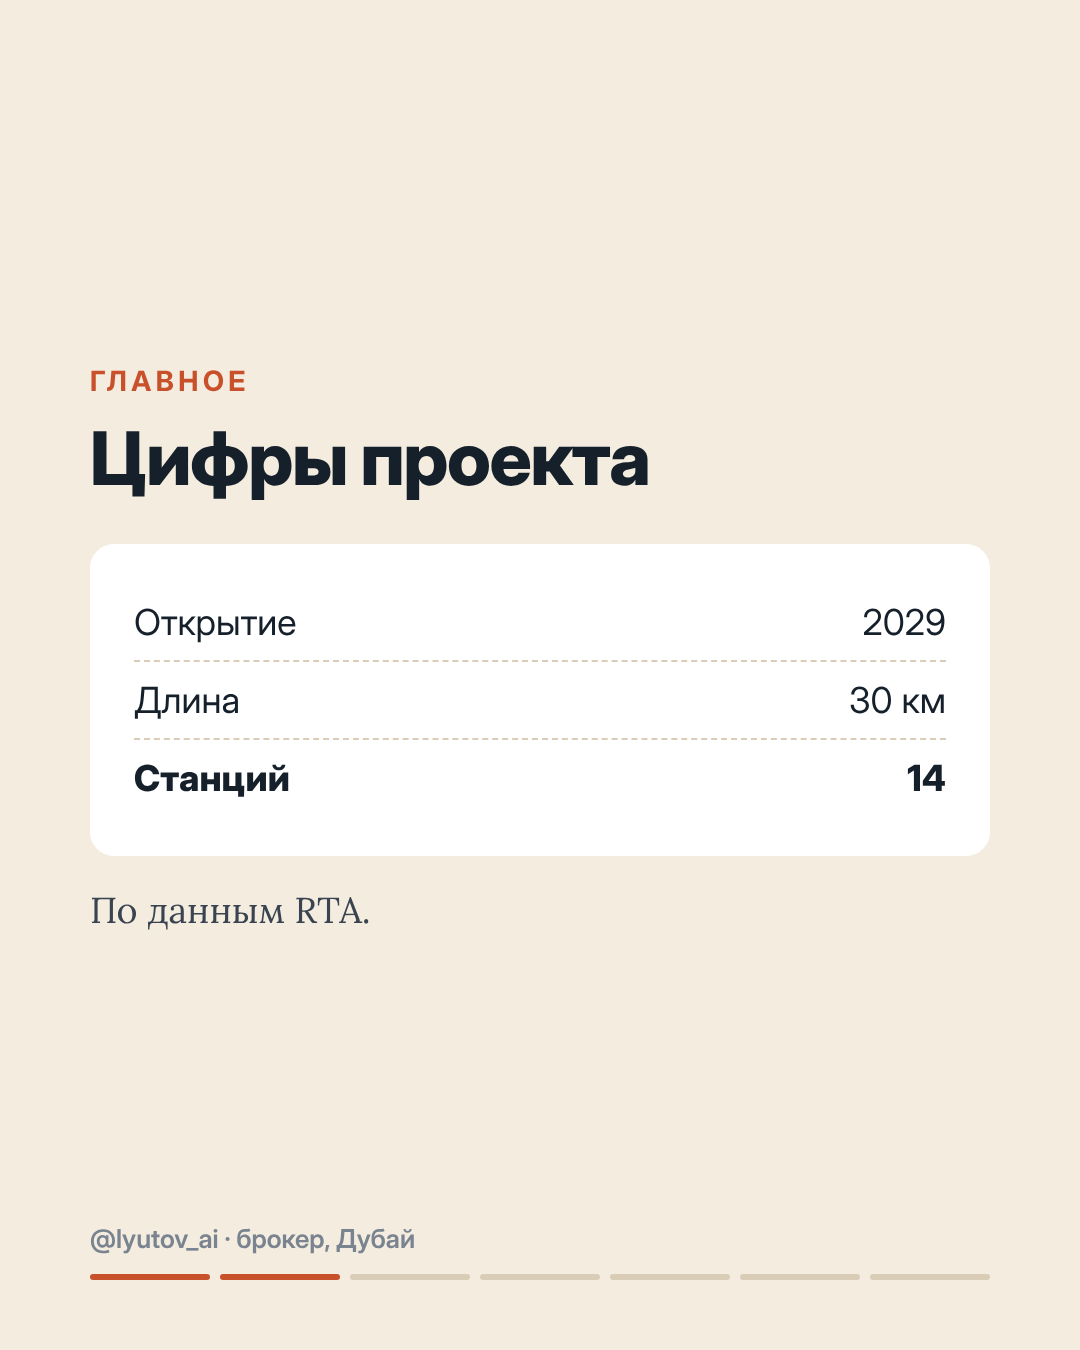 ГЛАВНОЕ
Цифры проекта
Открытие 2029
Длина 30 км
Станций 14
По данным RTA.
@lyutov_ai · брокер, Дубай